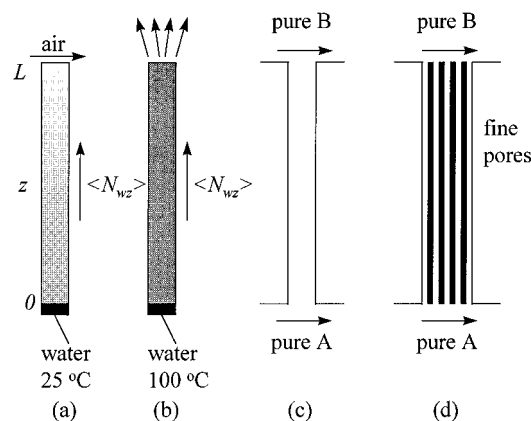 pure B
pure B
air
L
fine
pores
z
<N_wz>
<N_wz>
0
pure A
pure A
water
25 °C
water
100 °C
(a)
(b)
(c)
(d)